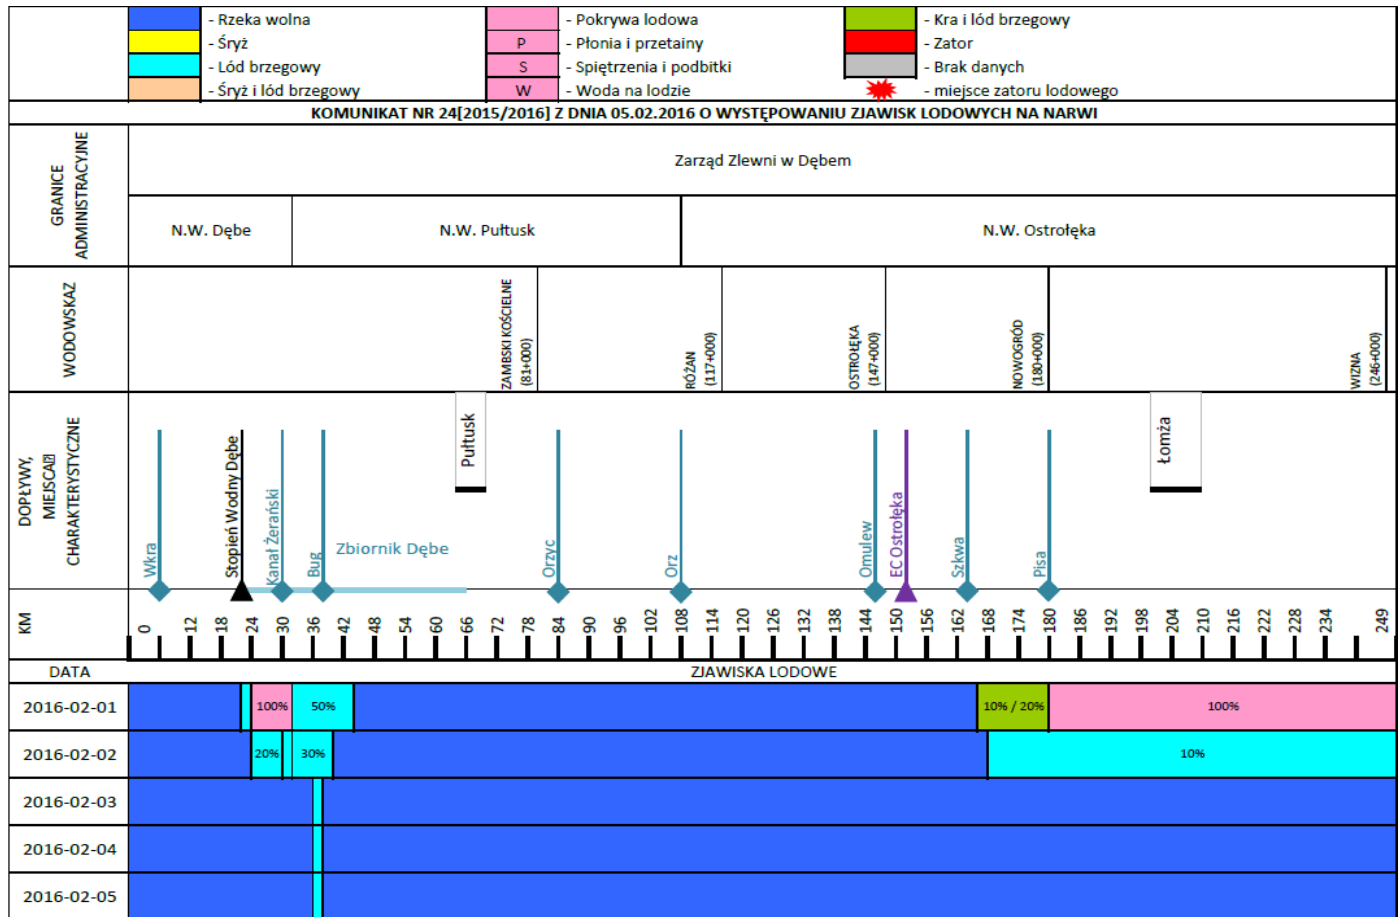 - Rzeka wolna
- Śryż
- Lód brzegowy
- Śryż i lód brzegowy
- Pokrywa lodowa
P - Płonia i przetainy
S - Spiętrzenia i podbitki
W - Woda na lodzie
- Kra i lód brzegowy
- Zator
- Brak danych
- miejsce zatoru lodowego
KOMUNIKAT NR 24[2015/2016] Z DNIA 05.02.2016 O WYSTĘPOWANIU ZJAWISK LODOWYCH NA NARWI
GRANICE
ADMINISTRACYJNE
Zarząd Zlewni w Dębem
N.W. Dębe
N.W. Pułtusk
N.W. Ostrołęka
WODOWSKAZ
ZAMBSKI KOŚCIELNE
(81+000)
RÓŻAN
(117+000)
OSTROŁĘKA
(147+000)
NOWOGRÓD
(180+000)
WIZNA
(246+000)
DOPŁYWY,
MIEJSCA
CHARAKTERYSTYCZNE
Wkra
Stopień Wodny Dębe
Kanał Żerański
Bug
Zbiornik Dębe
Pułtusk
Orzyc
Orz
Omulew
EC Ostrołęka
Szkwa
Pisa
Łomża
KM
0 12 18 24 30 36 42 48 54 60 66 72 78 84 90 96 102 108 114 120 126 132 138 144 150 156 162 168 174 180 186 192 198 204 210 216 222 228 234 249
DATA ZJAWISKA LODOWE
2016-02-01 100% 50% 10% / 20% 100%
2016-02-02 20% 30% 10%
2016-02-03
2016-02-04
2016-02-05